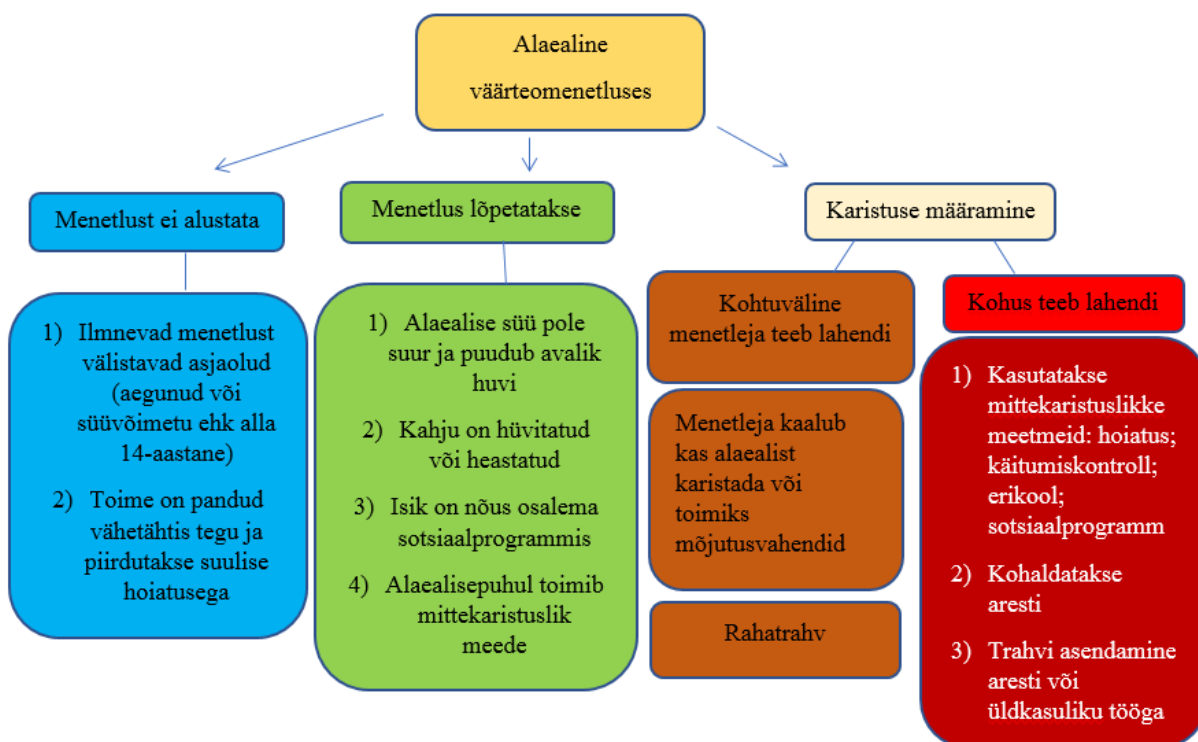 Alaealine
väärteomenetluses
Menetlust ei alustata
Menetlus lõpetatakse
Karistuse määramine
1) Ilmnevad menetlust
välistavad asjaolud
(aegunud või
süüvõimetu ehk alla
14-aastane)
2) Toime on pandud
vähetähtis tegu ja
piirdutakse suulise
hoiatusega
1) Alaealise süü pole
suur ja puudub avalik
huvi
2) Kahju on hüvitatud
või heastatud
3) Isik on nõus osalema
sotsiaalprogrammis
4) Alaealisepuhul toimib
mittekaristuslik
meede
Kohtuväline
menetleja teeb lahendi
Menetleja kaalub
kas alaealist
karistada või
toimiks
mõjutusvahendid
Rahatrahv
Kohus teeb lahendi
1) Kasutatakse
mittekaristuslikke
meetmeid: hoiatus;
käitumiskontroll;
erikool;
sotsiaalprogramm
2) Kohaldatakse
aresti
3) Trahvi asendamine
aresti või
üldkasuliku tööga